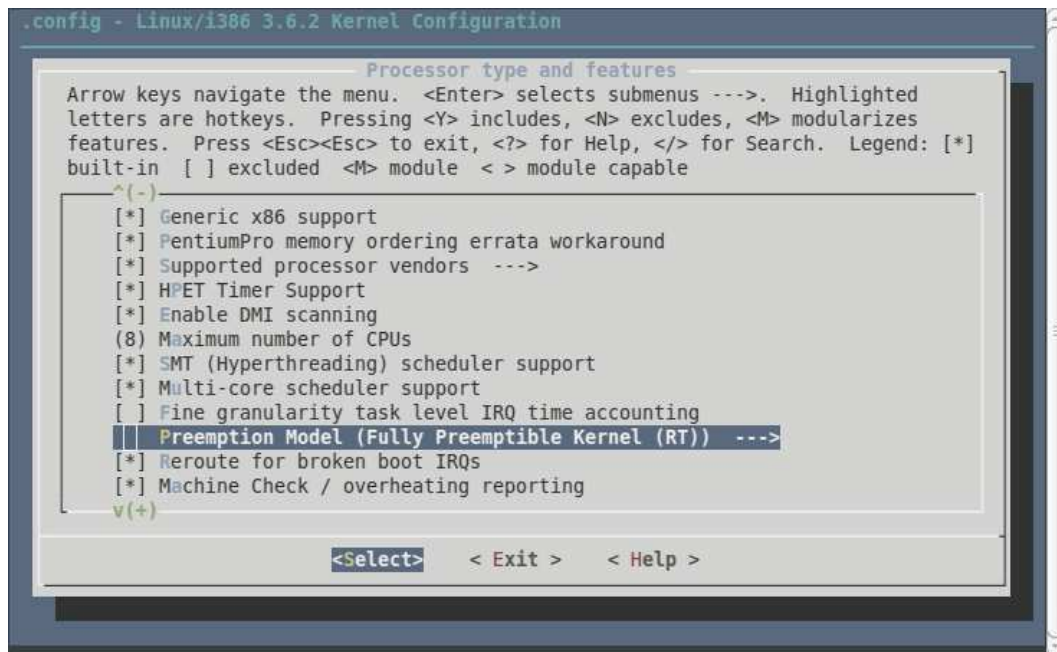 .config - Linux/i386 3.6.2 Kernel Configuration
Processor type and features
Arrow keys navigate the menu.  <Enter> selects submenus --->.  Highlighted
letters are hotkeys.  Pressing <Y> includes, <N> excludes, <M> modularizes
features.  Press <Esc><Esc> to exit, <?> for Help, </> for Search.  Legend: [*]
built-in  [ ] excluded  <M> module  < > module capable
^(-)
[*] Generic x86 support
[*] PentiumPro memory ordering errata workaround
[*] Supported processor vendors  --->
[*] HPET Timer Support
[*] Enable DMI scanning
(8) Maximum number of CPUs
[*] SMT (Hyperthreading) scheduler support
[*] Multi-core scheduler support
[ ] Fine granularity task level IRQ time accounting
Preemption Model (Fully Preemptible Kernel (RT))  --->
[*] Reroute for broken boot IRQs
[*] Machine Check / overheating reporting
v(+)
<Select>    < Exit >    < Help >